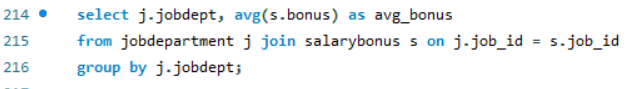 214 select j.jobdept, avg(s.bonus) as avg_bonus
215 from jobdepartment j join salarybonus s on j.job_id = s.job_id
216 group by j.jobdept;